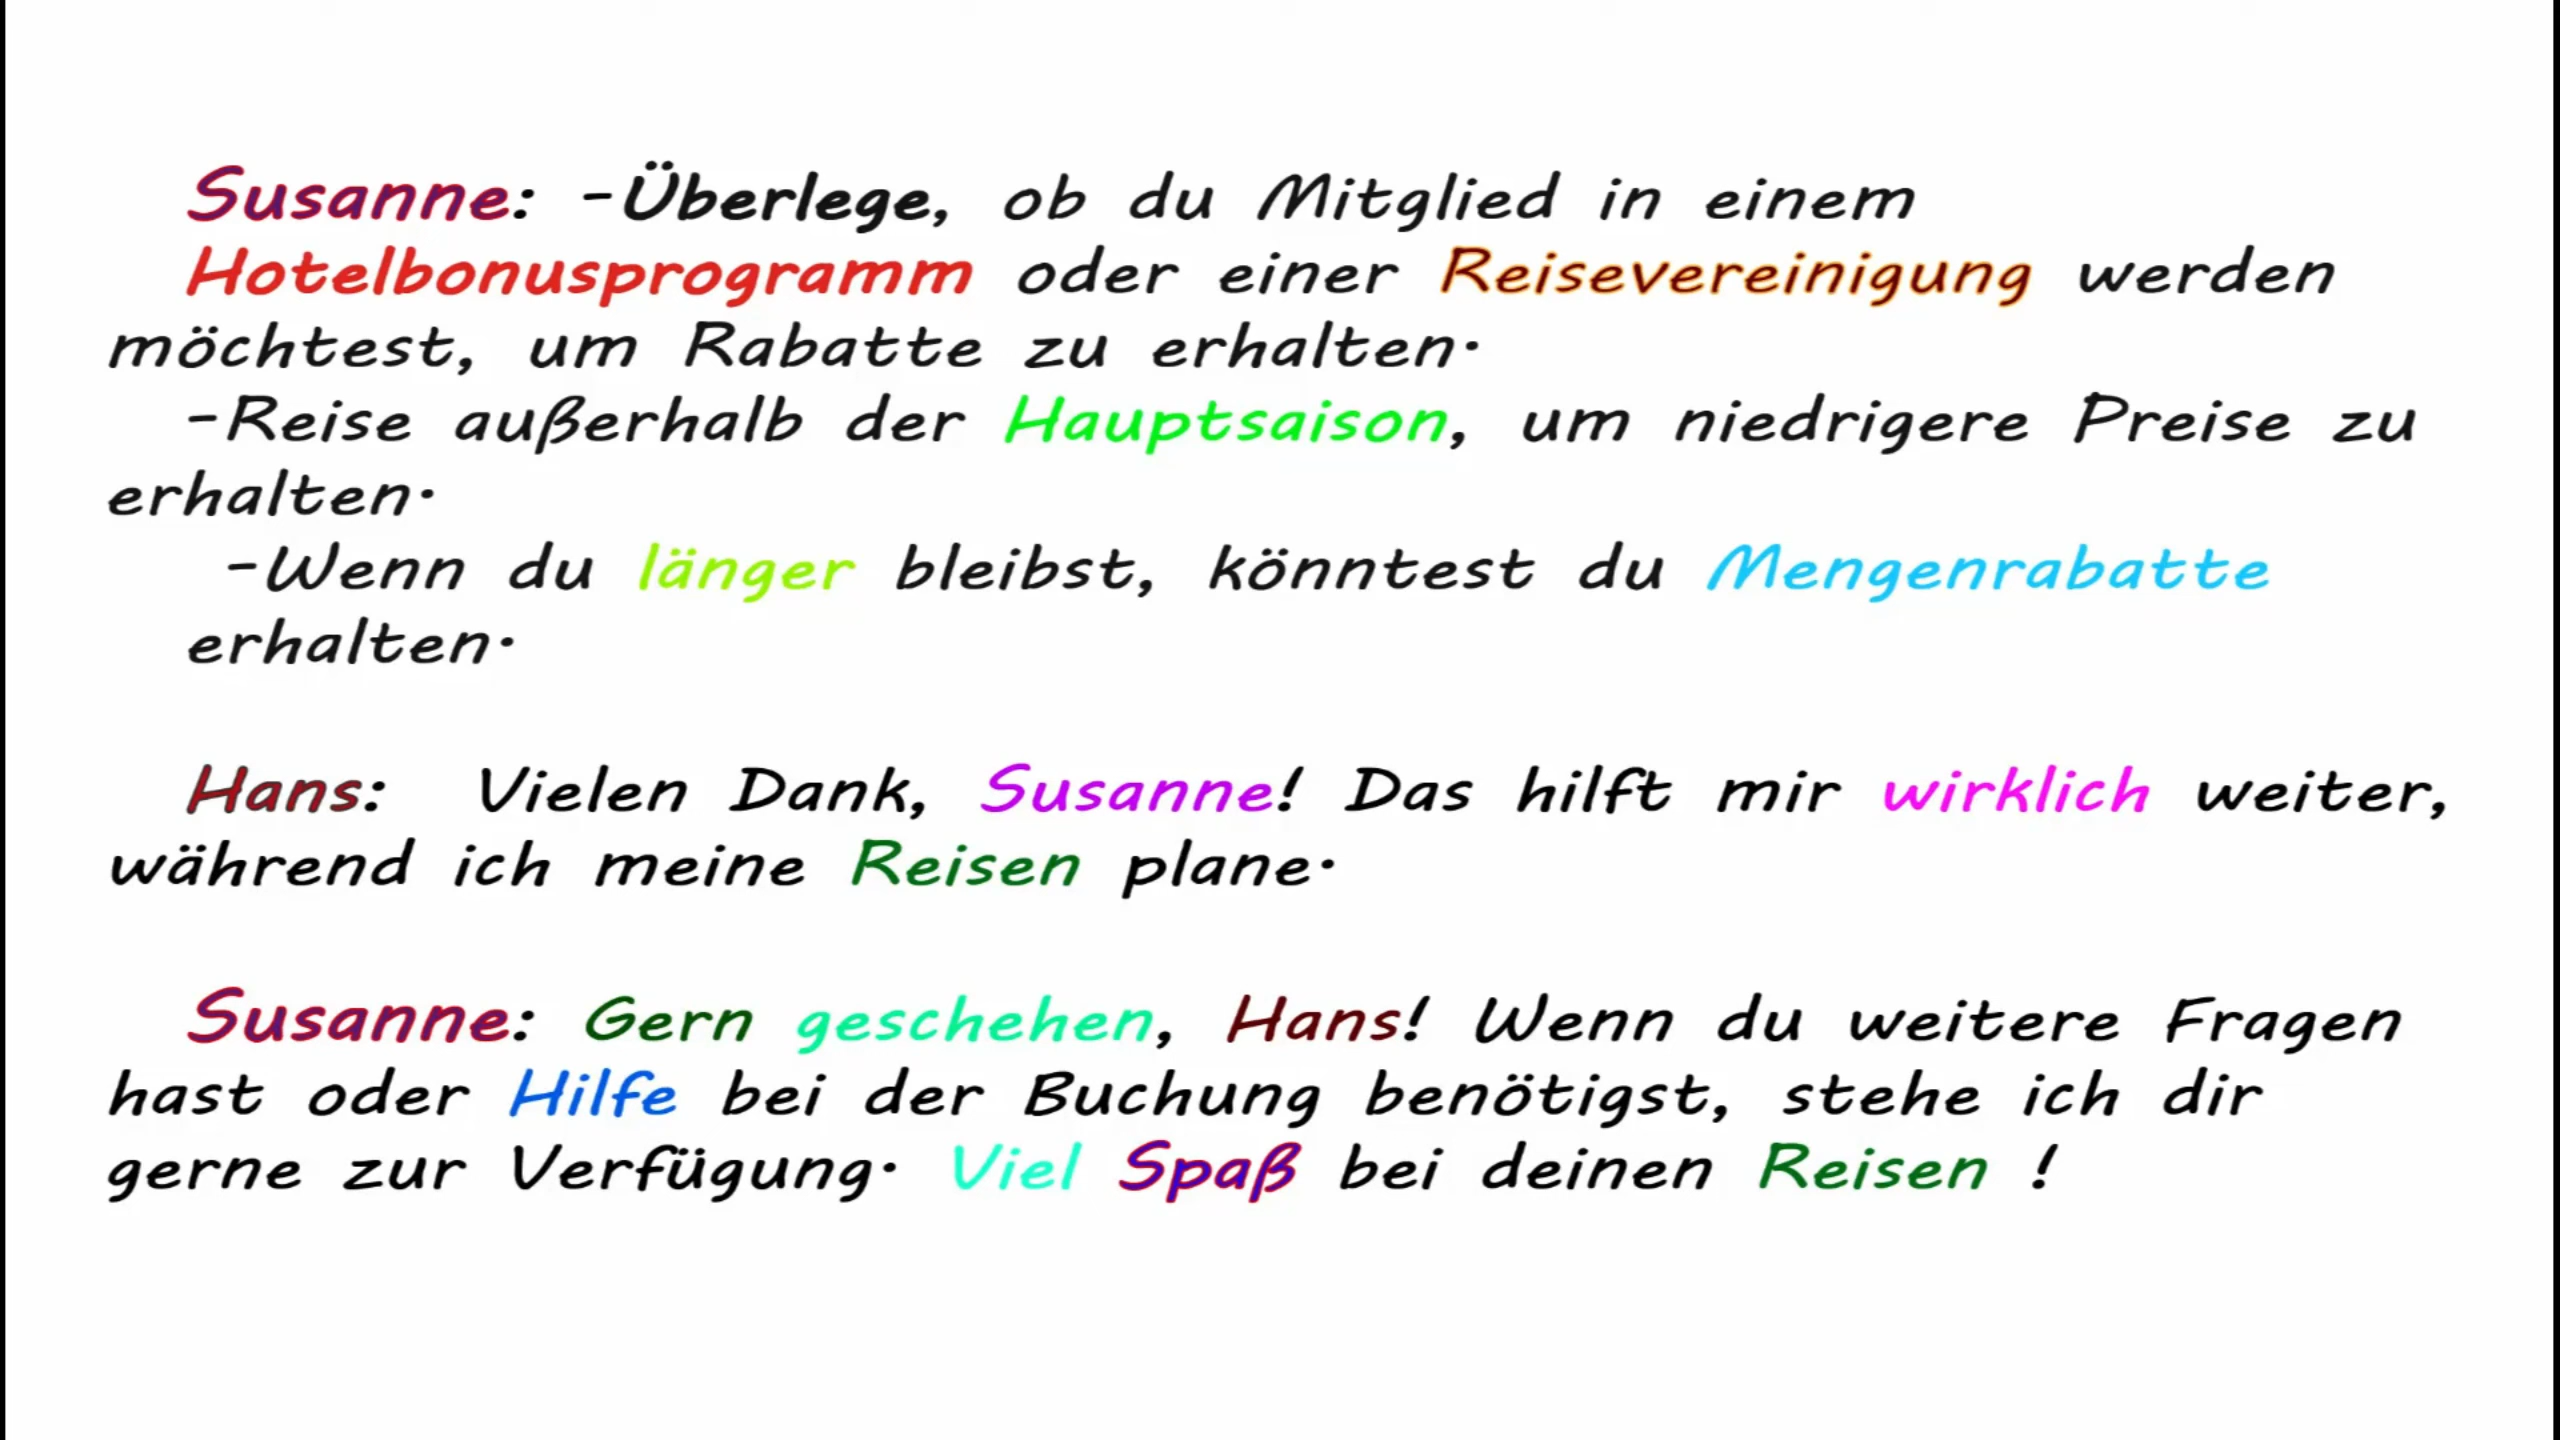 Susanne: -Überlege, ob du Mitglied in einem
Hotelbonusprogramm oder einer Reisevereinigung werden
möchtest, um Rabatte zu erhalten.
-Reise außerhalb der Hauptsaison, um niedrigere Preise zu
erhalten.
-Wenn du länger bleibst, könntest du Mengenrabatte
erhalten.
Hans: Vielen Dank, Susanne! Das hilft mir wirklich weiter,
während ich meine Reisen plane.
Susanne: Gern geschehen, Hans! Wenn du weitere Fragen
hast oder Hilfe bei der Buchung benötigst, stehe ich dir
gerne zur Verfügung. Viel Spaß bei deinen Reisen !